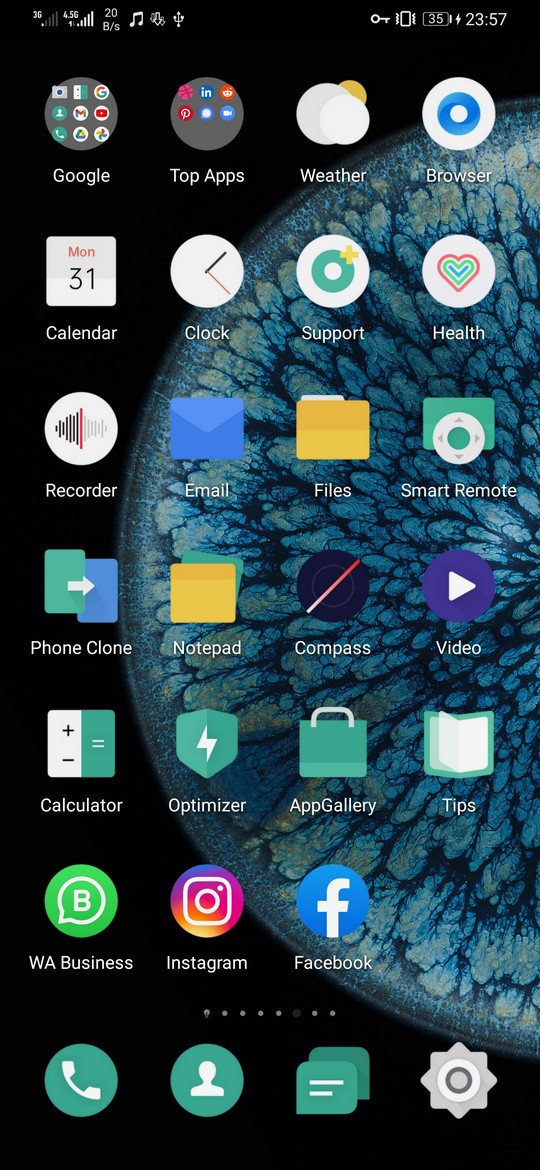 3G 4.5G 20 B/s 35 23:57
Google Top Apps Weather Browser
Mon
31
Calendar Clock Support Health
Recorder Email Files Smart Remote
Phone Clone Notepad Compass Video
Calculator Optimizer AppGallery Tips
WA Business Instagram Facebook